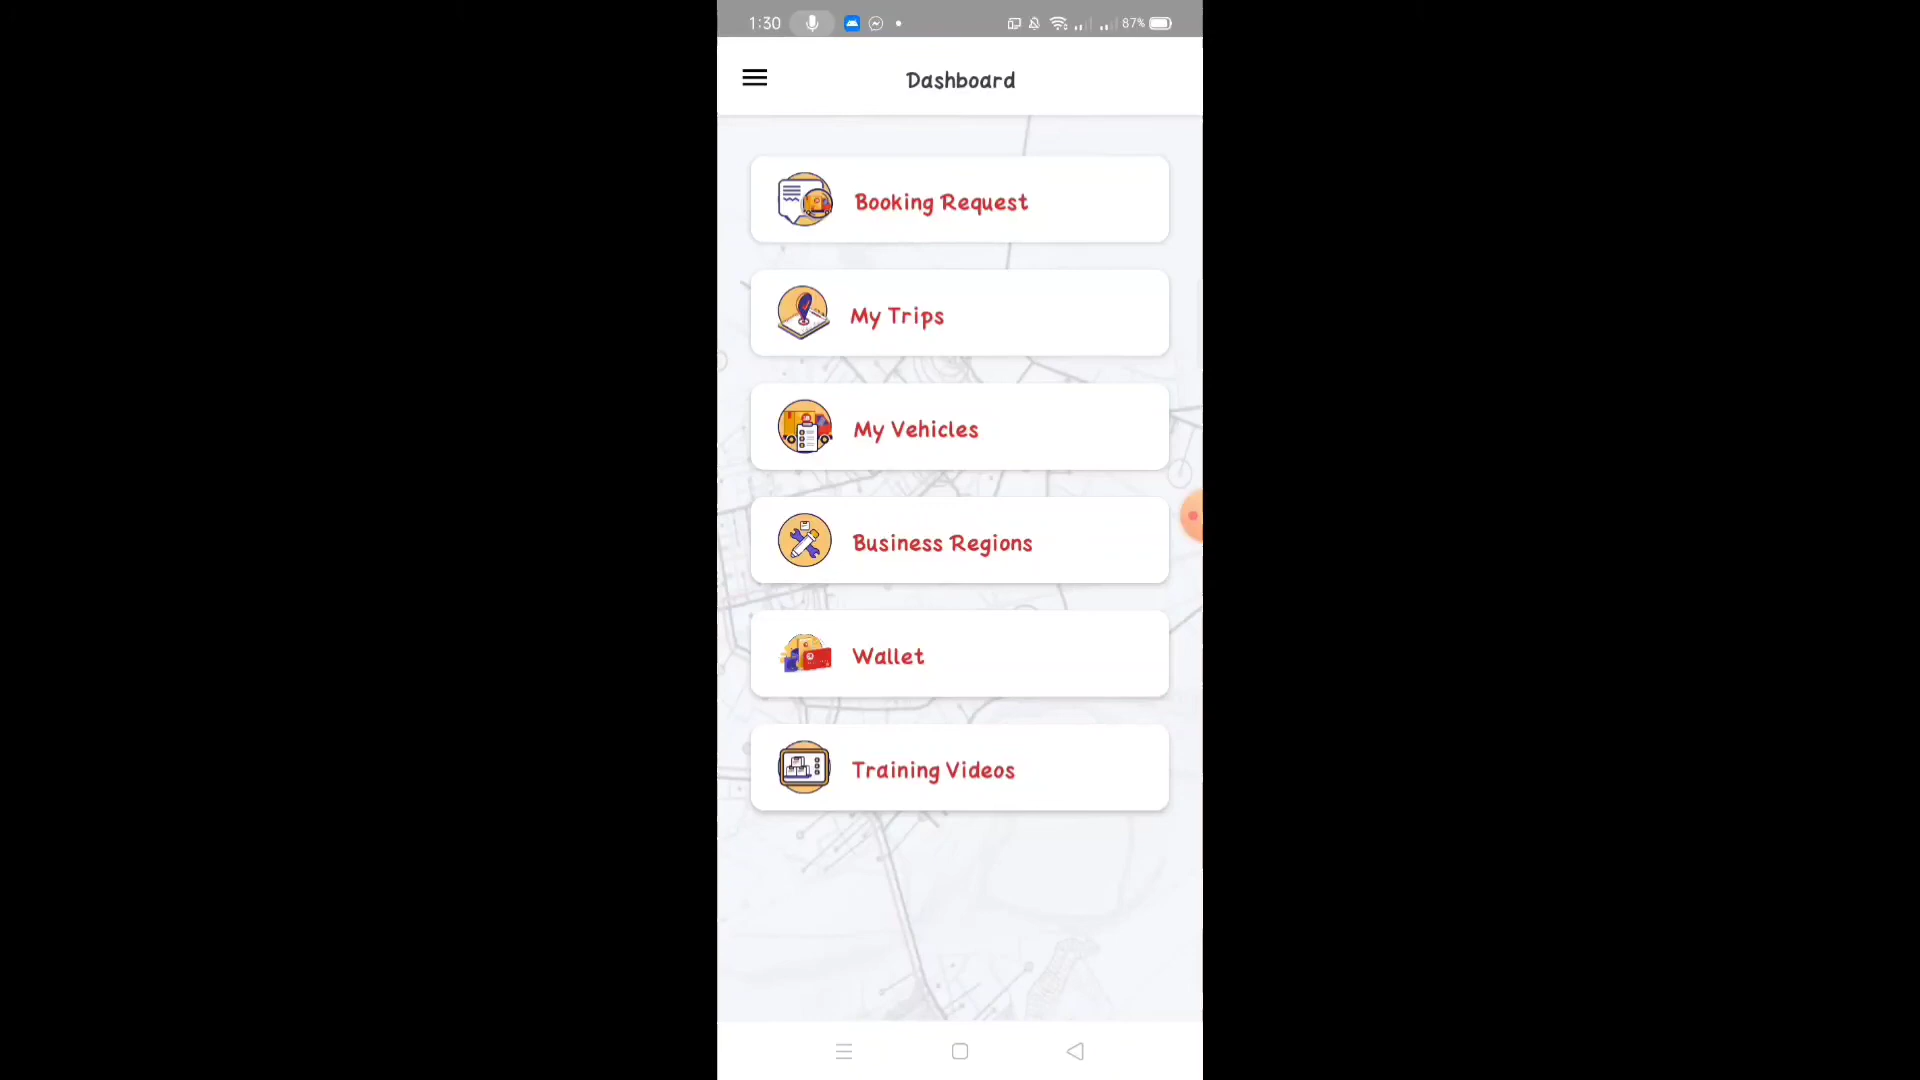 1:30 87%
Dashboard
Booking Request
My Trips
My Vehicles
Business Regions
Wallet
Training Videos